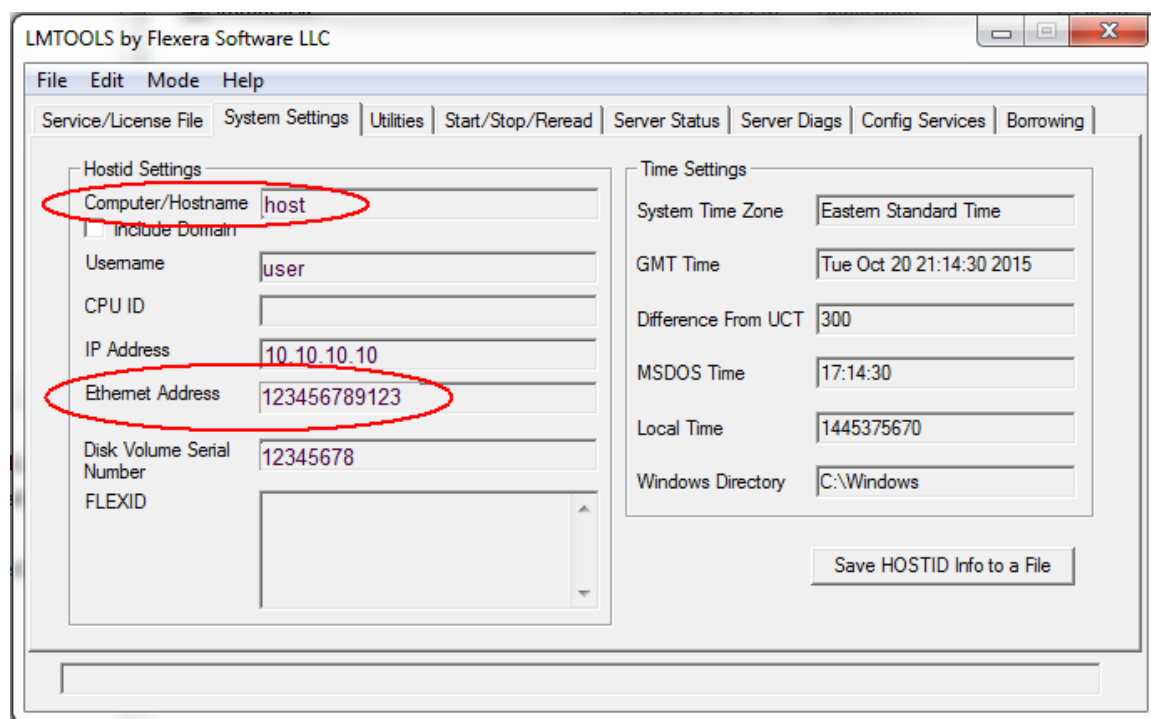 LMTOOLS by Flexera Software LLC
File Edit Mode Help
Service/License File System Settings Utilities Start/Stop/Reread Server Status Server Diags Config Services Borrowing
Hostid Settings
Computer/Hostname host
Include Domain
Username user
CPU ID
IP Address 10.10.10.10
Ethernet Address 123456789123
Disk Volume Serial
Number 12345678
FLEXID
Time Settings
System Time Zone Eastern Standard Time
GMT Time Tue Oct 20 21:14:30 2015
Difference From UCT 300
MSDOS Time 17:14:30
Local Time 1445375670
Windows Directory C:\Windows
Save HOSTID Info to a File